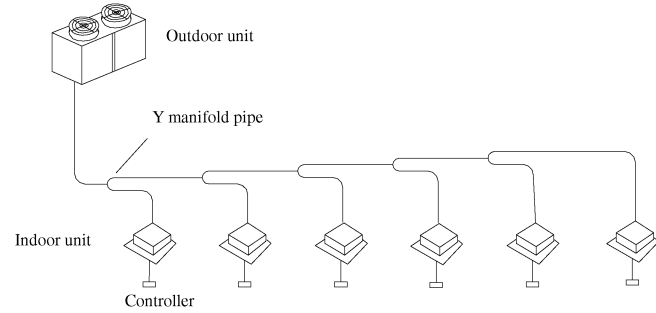 Outdoor unit
Y manifold pipe
Indoor unit
Controller